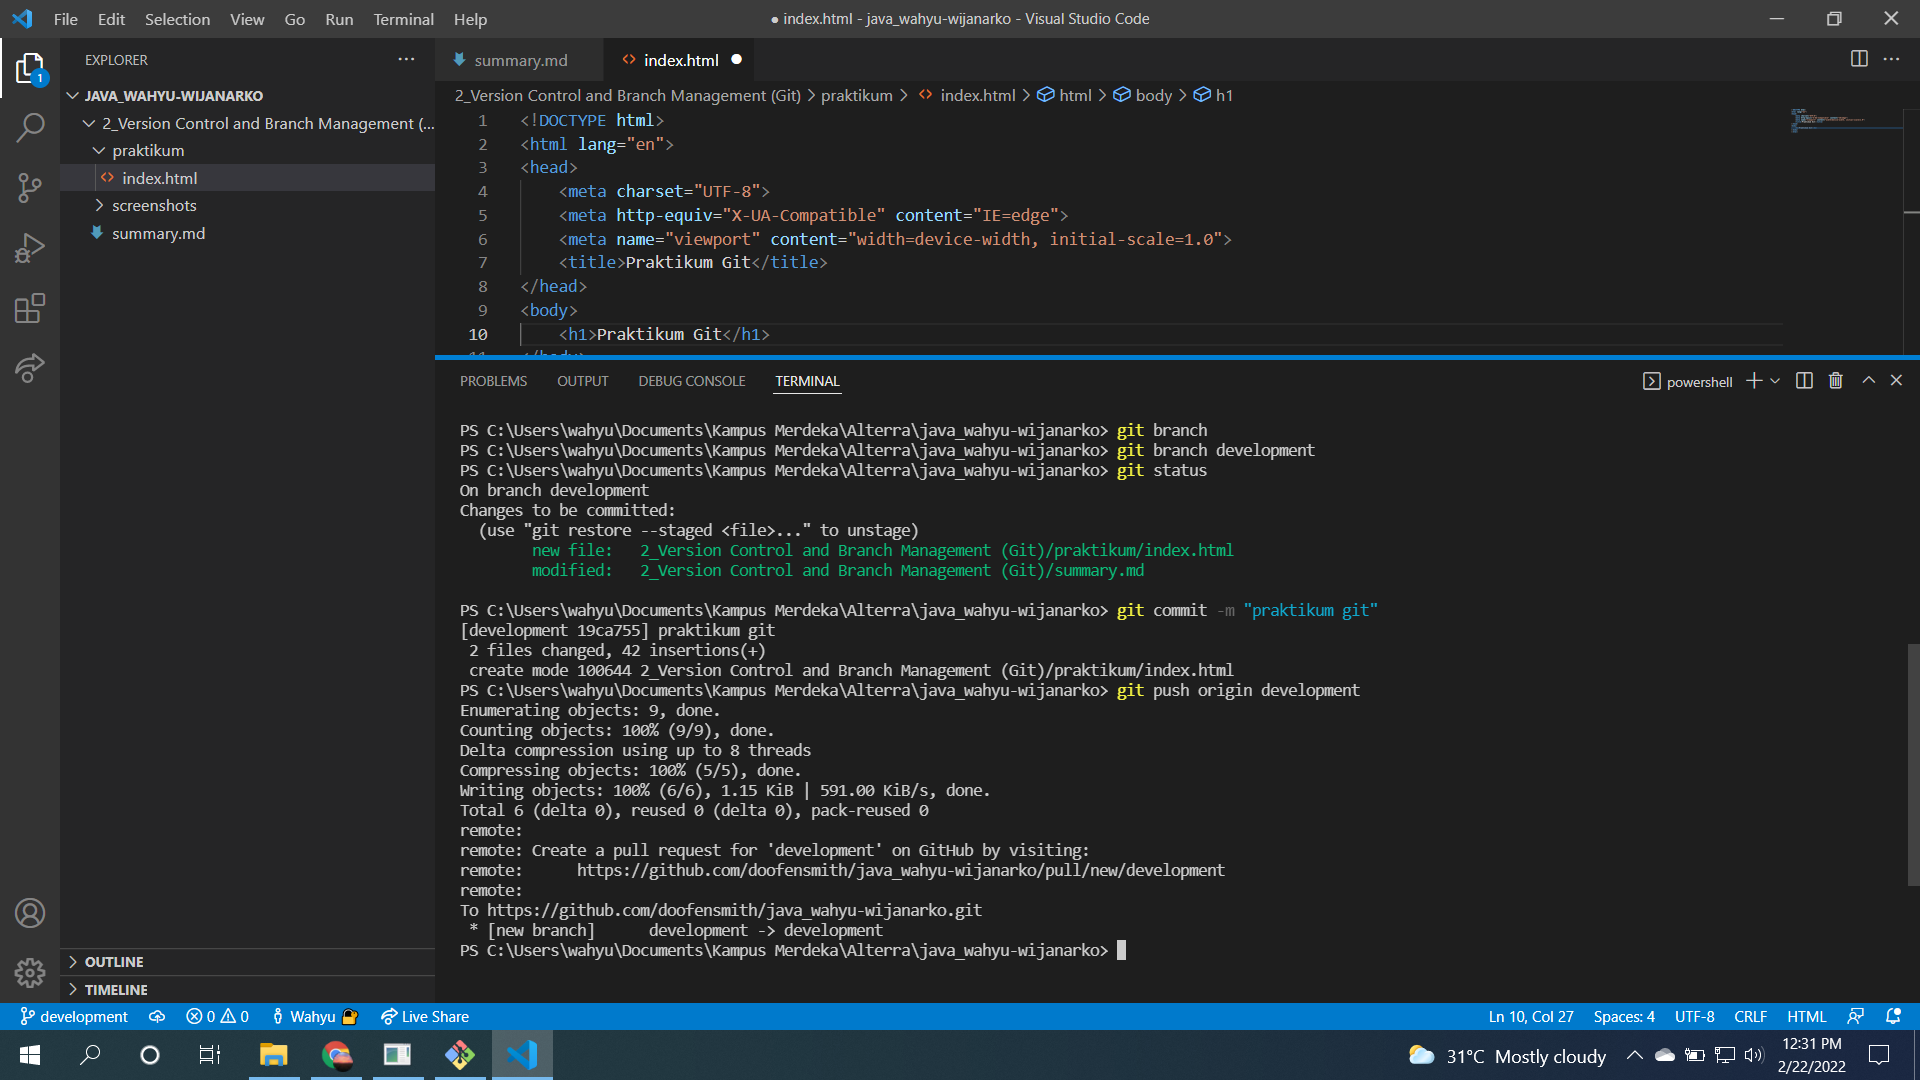 File Edit Selection View Go Run Terminal Help
● index.html - java_wahyu-wijanarko - Visual Studio Code
1
EXPLORER
JAVA_WAHYU-WIJANARKO
2_Version Control and Branch Management (...
praktikum
index.html
screenshots
summary.md
OUTLINE
TIMELINE
summary.md
index.html
2_Version Control and Branch Management (Git) > praktikum > index.html > html > body > h1
1 <!DOCTYPE html>
2 <html lang="en">
3 <head>
4 <meta charset="UTF-8">
5 <meta http-equiv="X-UA-Compatible" content="IE=edge">
6 <meta name="viewport" content="width=device-width, initial-scale=1.0">
7 <title>Praktikum Git</title>
8 </head>
9 <body>
10 <h1>Praktikum Git</h1>
11 </body>
PROBLEMS OUTPUT DEBUG CONSOLE TERMINAL
powershell
PS C:\Users\wahyu\Documents\Kampus Merdeka\Alterra\java_wahyu-wijanarko> git branch
PS C:\Users\wahyu\Documents\Kampus Merdeka\Alterra\java_wahyu-wijanarko> git branch development
PS C:\Users\wahyu\Documents\Kampus Merdeka\Alterra\java_wahyu-wijanarko> git status
On branch development
Changes to be committed:
(use "git restore --staged <file>..." to unstage)
new file: 2_Version Control and Branch Management (Git)/praktikum/index.html
modified: 2_Version Control and Branch Management (Git)/summary.md
PS C:\Users\wahyu\Documents\Kampus Merdeka\Alterra\java_wahyu-wijanarko> git commit -m "praktikum git"
[development 19ca755] praktikum git
2 files changed, 42 insertions(+)
create mode 100644 2_Version Control and Branch Management (Git)/praktikum/index.html
PS C:\Users\wahyu\Documents\Kampus Merdeka\Alterra\java_wahyu-wijanarko> git push origin development
Enumerating objects: 9, done.
Counting objects: 100% (9/9), done.
Delta compression using up to 8 threads
Compressing objects: 100% (5/5), done.
Writing objects: 100% (6/6), 1.15 KiB | 591.00 KiB/s, done.
Total 6 (delta 0), reused 0 (delta 0), pack-reused 0
remote:
remote: Create a pull request for 'development' on GitHub by visiting:
remote: https://github.com/doofensmith/java_wahyu-wijanarko/pull/new/development
remote:
To https://github.com/doofensmith/java_wahyu-wijanarko.git
* [new branch] development -> development
PS C:\Users\wahyu\Documents\Kampus Merdeka\Alterra\java_wahyu-wijanarko>
development 0 0 Wahyu Live Share Ln 10, Col 27 Spaces: 4 UTF-8 CRLF HTML
31°C Mostly cloudy
12:31 PM
2/22/2022